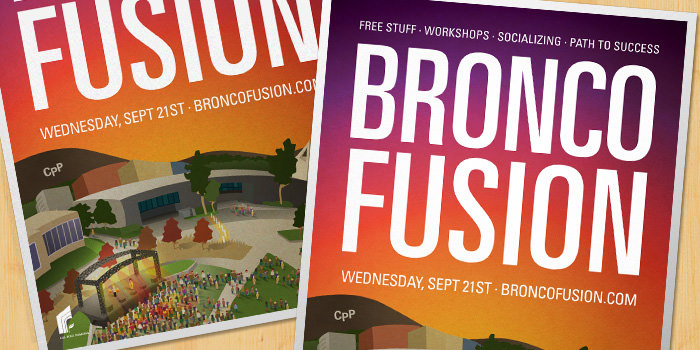 FUSION
WEDNESDAY, SEPT 21ST · BRONCOFUSION.COM
CPP
FREE STUFF · WORKSHOPS · SOCIALIZING · PATH TO SUCCESS
BRONCO
FUSION
WEDNESDAY, SEPT 21ST · BRONCOFUSION.COM
CPP